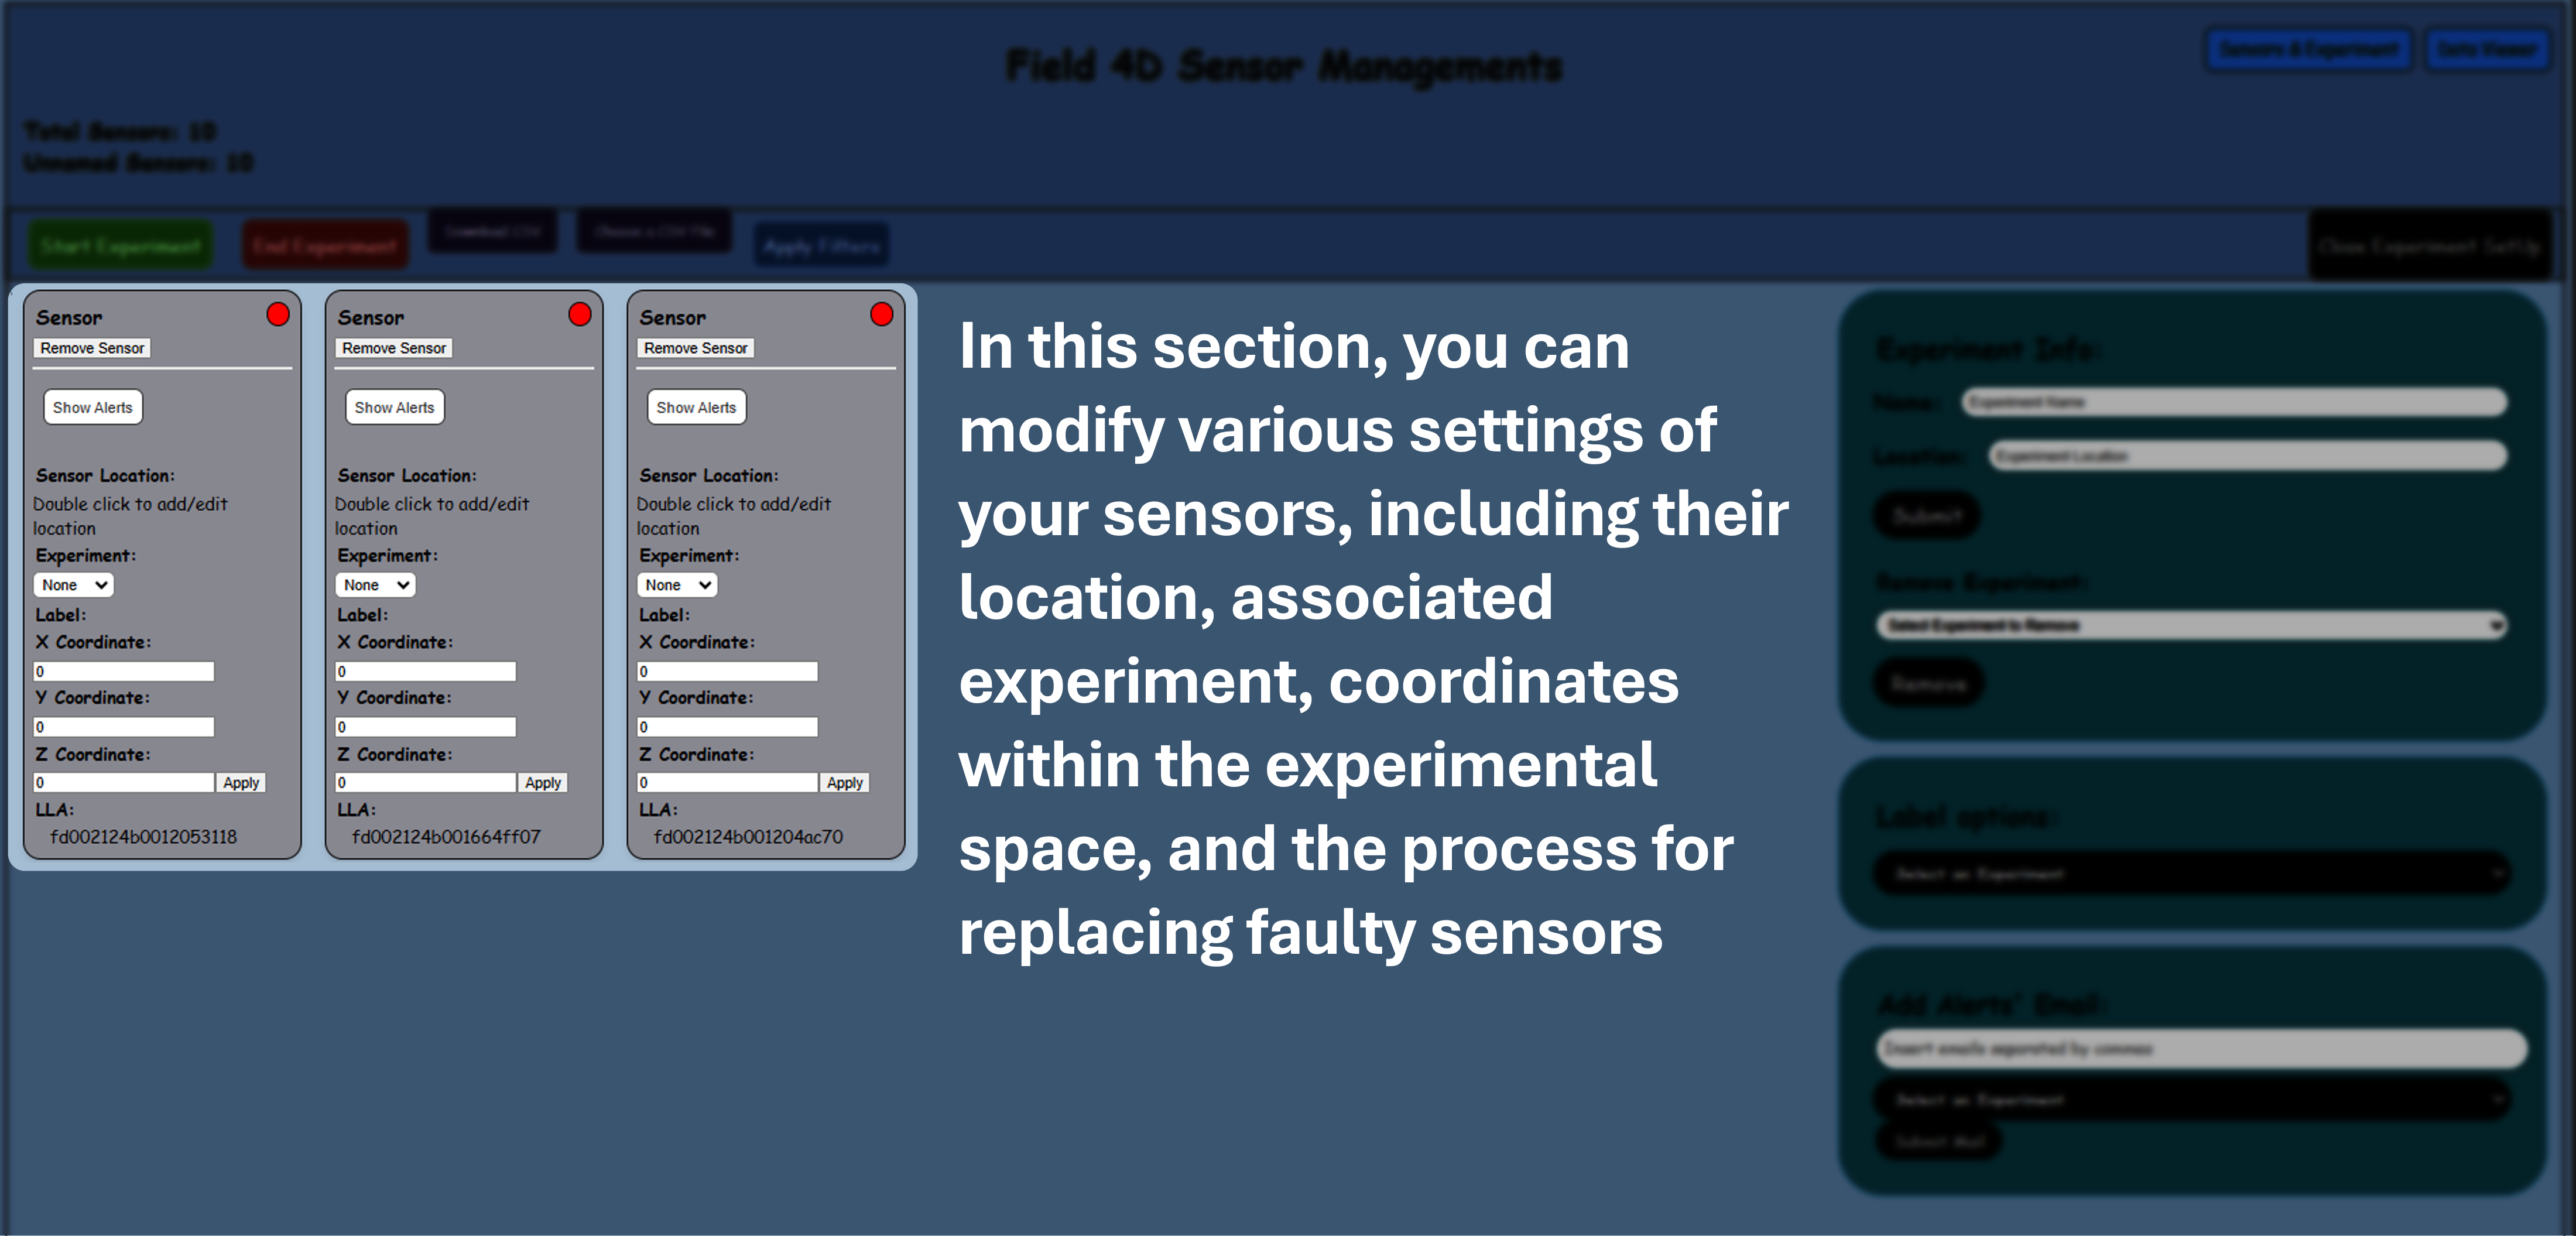 Field 4D Sensor Managements
Sensors & Experiment
Data Viewer
Total Sensors: 10
Unnamed Sensors: 10
Start Experiment
End Experiment
Download CSV
Choose a CSV File
Apply Filters
Close Experiment SetUp
Sensor
Remove Sensor
Show Alerts
Sensor Location:
Double click to add/edit
location
Experiment:
None
Label:
X Coordinate:
0
Y Coordinate:
0
Z Coordinate:
0
Apply
LLA:
fd002124b0012053118
Sensor
Remove Sensor
Show Alerts
Sensor Location:
Double click to add/edit
location
Experiment:
None
Label:
X Coordinate:
0
Y Coordinate:
0
Z Coordinate:
0
Apply
LLA:
fd002124b001664ff07
Sensor
Remove Sensor
Show Alerts
Sensor Location:
Double click to add/edit
location
Experiment:
None
Label:
X Coordinate:
0
Y Coordinate:
0
Z Coordinate:
0
Apply
LLA:
fd002124b001204ac70
In this section, you can
modify various settings of
your sensors, including their
location, associated
experiment, coordinates
within the experimental
space, and the process for
replacing faulty sensors
Experiment Info:
Name:
Experiment Name
Location:
Experiment Location
Submit
Remove Experiment:
Select Experiment to Remove
Remove
Label options:
Select an Experiment
Add Alerts' Email:
Insert emails separated by commas
Select an Experiment
Submit Mail